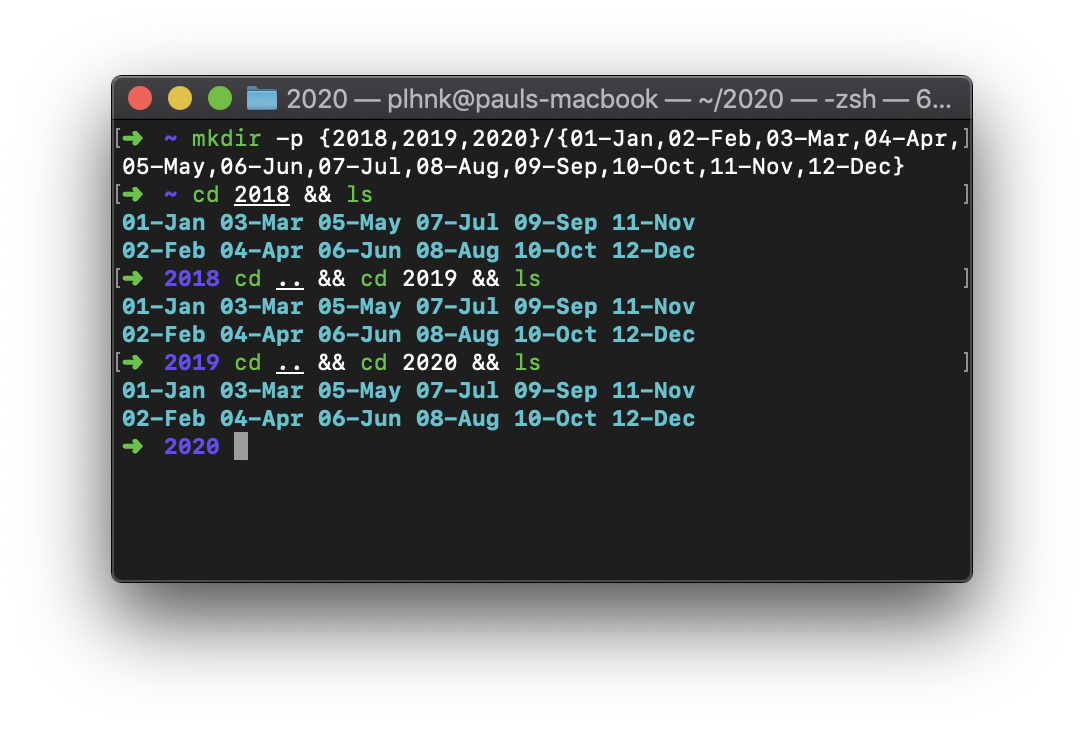 2020 — plhnk@pauls-macbook — ~/2020 — -zsh — 6...
[➜  ~ mkdir -p {2018,2019,2020}/{01-Jan,02-Feb,03-Mar,04-Apr,]
05-May,06-Jun,07-Jul,08-Aug,09-Sep,10-Oct,11-Nov,12-Dec}
[➜  ~ cd 2018 && ls ]
01-Jan 03-Mar 05-May 07-Jul 09-Sep 11-Nov
02-Feb 04-Apr 06-Jun 08-Aug 10-Oct 12-Dec
[➜  2018 cd .. && cd 2019 && ls ]
01-Jan 03-Mar 05-May 07-Jul 09-Sep 11-Nov
02-Feb 04-Apr 06-Jun 08-Aug 10-Oct 12-Dec
[➜  2019 cd .. && cd 2020 && ls ]
01-Jan 03-Mar 05-May 07-Jul 09-Sep 11-Nov
02-Feb 04-Apr 06-Jun 08-Aug 10-Oct 12-Dec
➜  2020